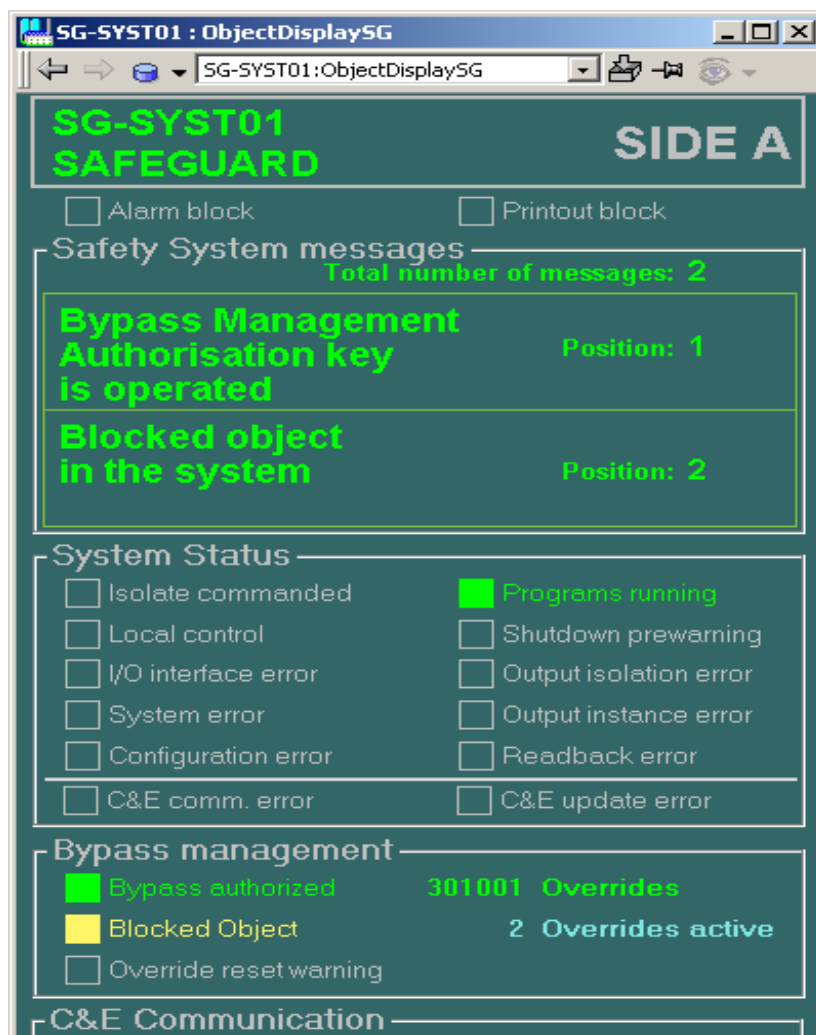 SG-SYST01 : ObjectDisplaySG
SG-SYST01:ObjectDisplaySG
SG-SYST01
SAFEGUARD
SIDE A
Alarm block
Printout block
Safety System messages
Total number of messages: 2
Bypass Management
Authorisation key
is operated
Position: 1
Blocked object
in the system
Position: 2
System Status
Isolate commanded
Programs running
Local control
Shutdown prewarning
I/O interface error
Output isolation error
System error
Output instance error
Configuration error
Readback error
C&E comm. error
C&E update error
Bypass management
Bypass authorized
301001 Overrides
Blocked Object
2 Overrides active
Override reset warning
C&E Communication